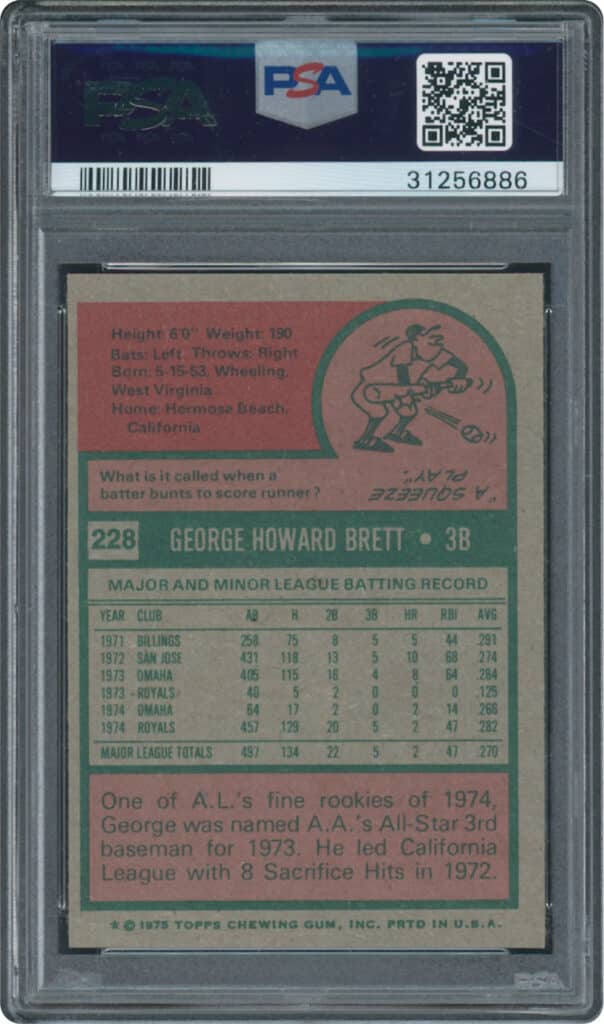 PSA
PSA
31256886
Height: 6'0" Weight: 190
Bats: Left. Throws: Right
Born: 5-15-53, Wheeling,
West Virginia
Home: Hermosa Beach,
California
What is it called when a
batter bunts to score runner?
"A SQUEEZE
PLAY".
228 GEORGE HOWARD BRETT • 3B
MAJOR AND MINOR LEAGUE BATTING RECORD
YEAR CLUB AB H 2B 3B HR RBI AVG
1971 BILLINGS 258 75 8 5 5 44 .291
1972 SAN JOSE 431 118 13 5 10 68 .274
1973 OMAHA 405 115 16 4 8 64 .284
1973 ROYALS 40 5 2 0 0 0 .125
1974 OMAHA 64 17 2 0 2 14 .266
1974 ROYALS 457 129 20 5 2 47 .282
MAJOR LEAGUE TOTALS 497 134 22 5 2 47 .270
One of A.L.'s fine rookies of 1974,
George was named A.A.'s All-Star 3rd
baseman for 1973. He led California
League with 8 Sacrifice Hits in 1972.
* © 1975 TOPPS CHEWING GUM, INC. PRTD IN U.S.A.
PSA